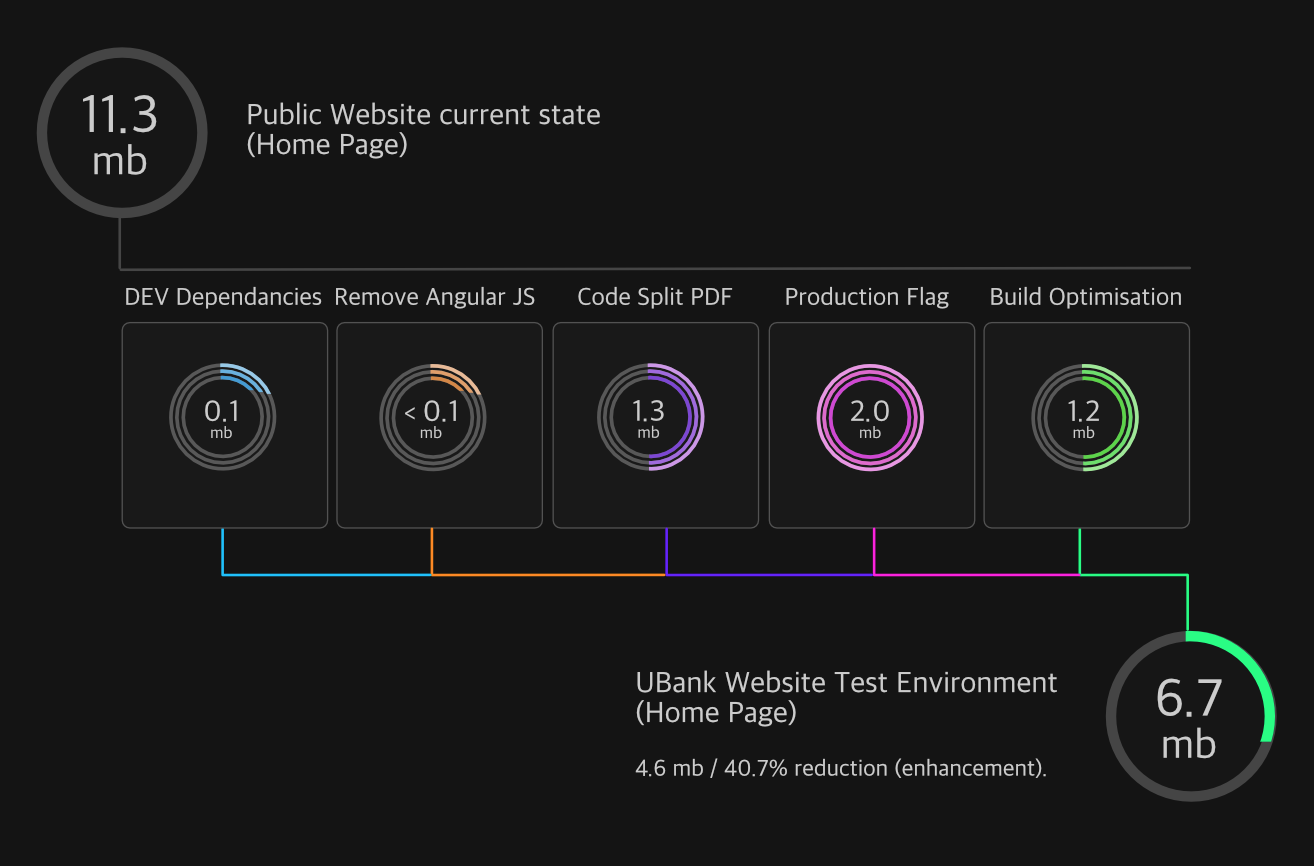 11.3
mb
Public Website current state
(Home Page)
DEV Dependancies
Remove Angular JS
Code Split PDF
Production Flag
Build Optimisation
0.1
mb
< 0.1
mb
1.3
mb
2.0
mb
1.2
mb
UBank Website Test Environment
(Home Page)
4.6 mb / 40.7% reduction (enhancement).
6.7
mb